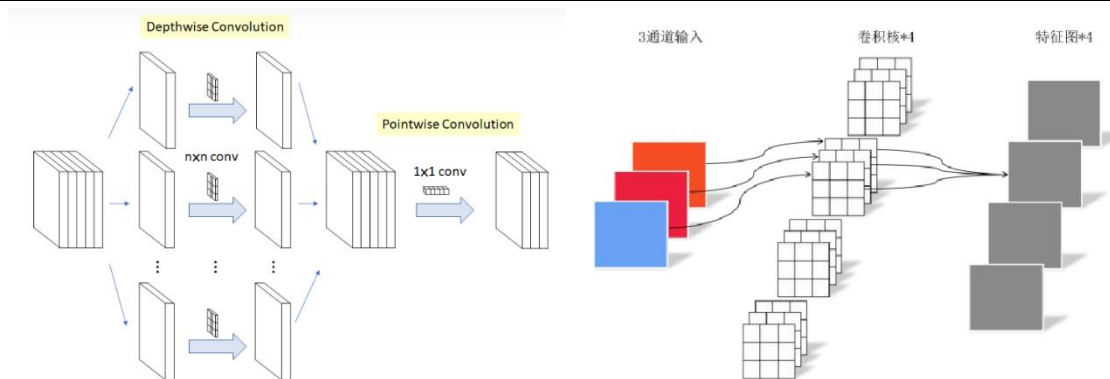 Depthwise Convolution
nxn conv
Pointwise Convolution
1x1 conv
3通道输入
卷积核*4
特征图*4